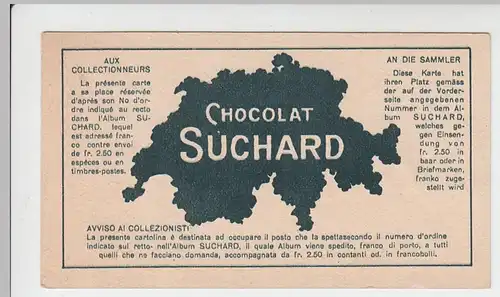 AUX
COLLECTIONNEURS
La présente carte
a sa place réservée
d'après son No d'or-
dre indiqué au recto
dans l'Album SU-
CHARD, lequel
est adressé fran-
co contre envoi
de fr. 2.50 en
espèces ou en
timbres-postes.
CHOCOLAT
SUCHARD
AN DIE SAMMLER
Diese Karte hat
ihren Platz gemäss
der auf der Vorder-
seite angegebenen
Nummer in dem Al-
bum SUCHARD,
welches ge-
gen Einsen-
dung von
fr. 2.50 in
baar oder in
Briefmarken,
franko zuge-
stellt wird
AVVISO AI COLLEZIONISTI
La presente cartolina è destinata ad occupare il posto che la spettasecondo il numero d'ordine
indicato sul retto nell'Album SUCHARD, il quale Album viene spedito, franco di porto, a tutti
quelli che ne facciano domanda, accompagnata da fr. 2.50 in contanti od. in francobolli.